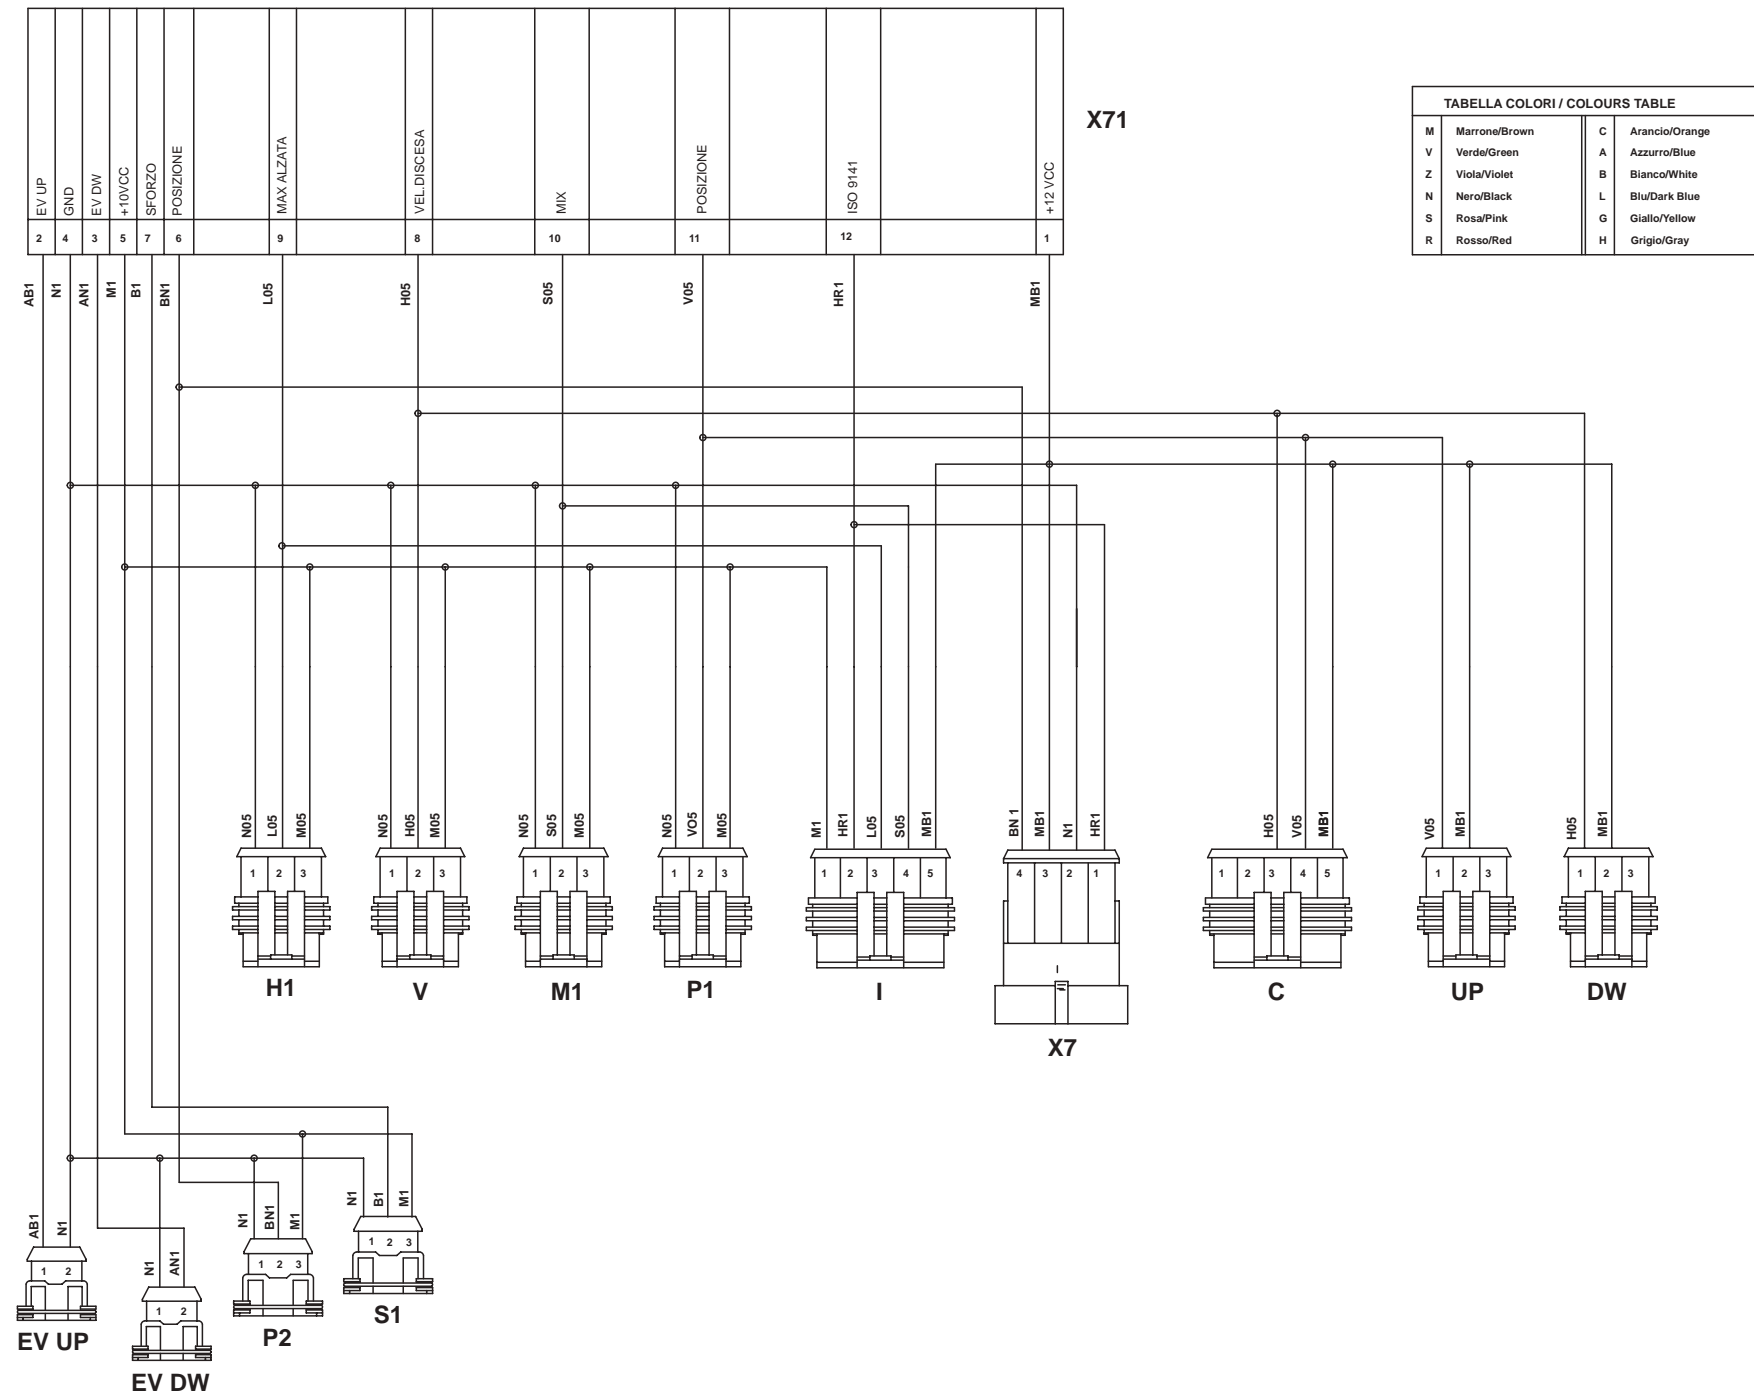 EV UP
GND
EV DW
+10VCC
SFORZO
POSIZIONE
MAX ALZATA
VEL.DISCESA
MIX
POSIZIONE
ISO 9141
+12 VCC
2 4 3 5 7 6 9 8 10 11 12 1
X71
TABELLA COLORI / COLOURS TABLE
M Marrone/Brown C Arancio/Orange
V Verde/Green A Azzurro/Blue
Z Viola/Violet B Bianco/White
N Nero/Black L Blu/Dark Blue
S Rosa/Pink G Giallo/Yellow
R Rosso/Red H Grigio/Gray
AB1 N1 AN1 M1 B1 BN1 L05 H05 S05 V05 HR1 MB1
N05 L05 M05
1 2 3
H1
N05 H05 M05
1 2 3
V
N05 S05 M05
1 2 3
M1
N05 VO5 M05
1 2 3
P1
M1 HR1 L05 S05 MB1
1 2 3 4 5
I
BN 1 MB1 N1 HR1
4 3 2 1
I
X7
H05 V05 MB1
1 2 3 4 5
C
V05 MB1
1 2 3
UP
H05 MB1
1 2 3
DW
AB1 N1
1 2
EV UP
N1 AN1
1 2
EV DW
N1 BN1 M1
1 2 3
P2
N1 B1 M1
1 2 3
S1